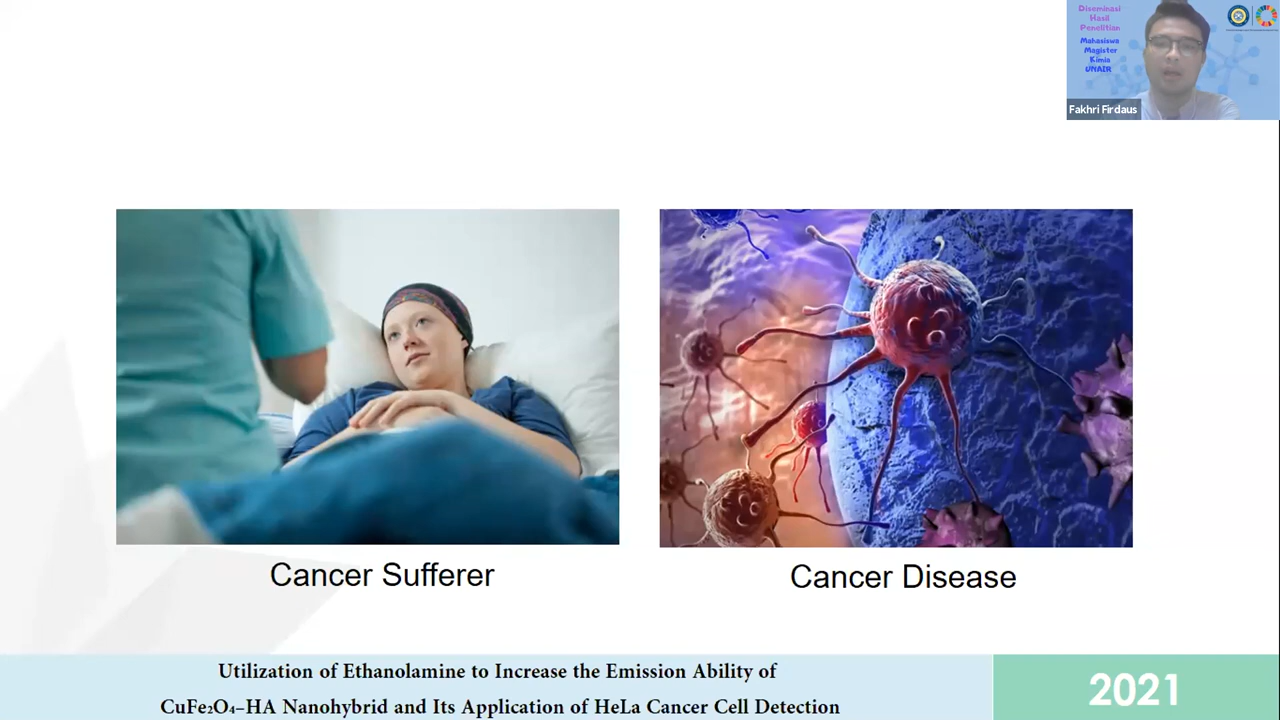 Diseminasi
Hasil
Penelitian
Mahasiswa
Magister
Kimia
UNAIR
Fakhri Firdaus
Cancer Sufferer
Cancer Disease
Utilization of Ethanolamine to Increase the Emission Ability of
CuFe₂O₄–HA Nanohybrid and Its Application of HeLa Cancer Cell Detection
2021